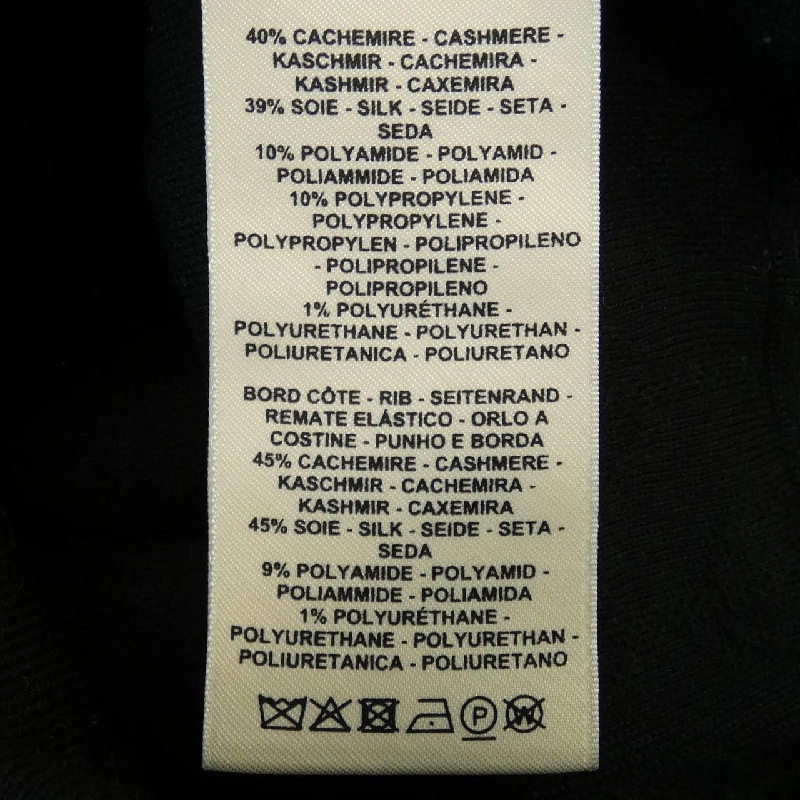 40% CACHEMIRE - CASHMERE -
KASCHMIR - CACHEMIRA -
KASHMIR - CAXEMIRA
39% SOIE - SILK - SEIDE - SETA -
SEDA
10% POLYAMIDE - POLYAMID -
POLIAMMIDE - POLIAMIDA
10% POLYPROPYLENE -
POLYPROPYLENE -
POLYPROPYLEN - POLIPROPILENO
- POLIPROPILENE -
POLIPROPILENO
1% POLYURÉTHANE -
POLYURETHANE - POLYURETHAN -
POLIURETANICA - POLIURETANO
BORD CÔTE - RIB - SEITENRAND -
REMATE ELÁSTICO - ORLO A
COSTINE - PUNHO E BORDA
45% CACHEMIRE - CASHMERE -
KASCHMIR - CACHEMIRA -
KASHMIR - CAXEMIRA
45% SOIE - SILK - SEIDE - SETA -
SEDA
9% POLYAMIDE - POLYAMID -
POLIAMMIDE - POLIAMIDA
1% POLYURÉTHANE -
POLYURETHANE - POLYURETHAN -
POLIURETANICA - POLIURETANO
P W